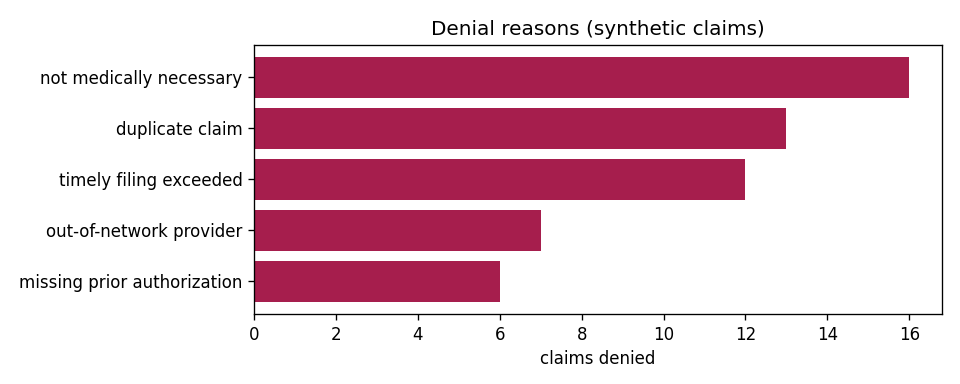 Denial reasons (synthetic claims)
not medically necessary
duplicate claim
timely filing exceeded
out-of-network provider
missing prior authorization
0 2 4 6 8 10 12 14 16
claims denied